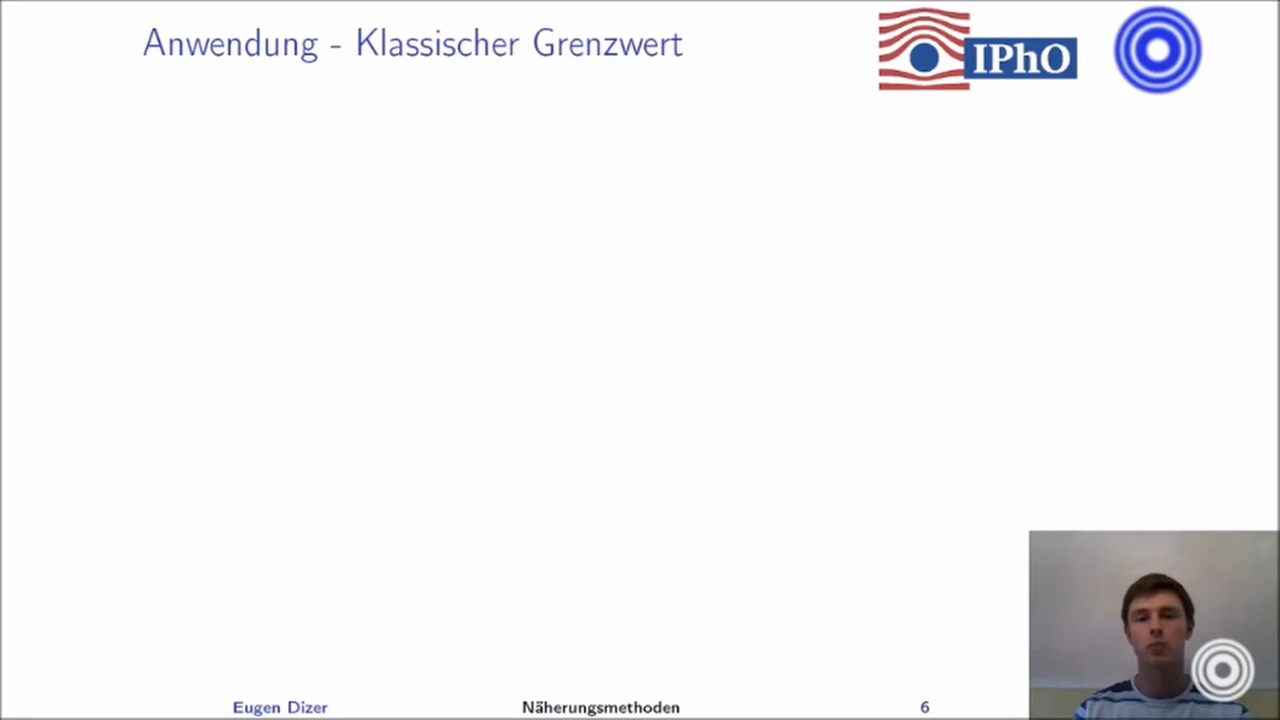 Anwendung - Klassischer Grenzwert
IPhO
Eugen Dizer
Näherungsmethoden
6